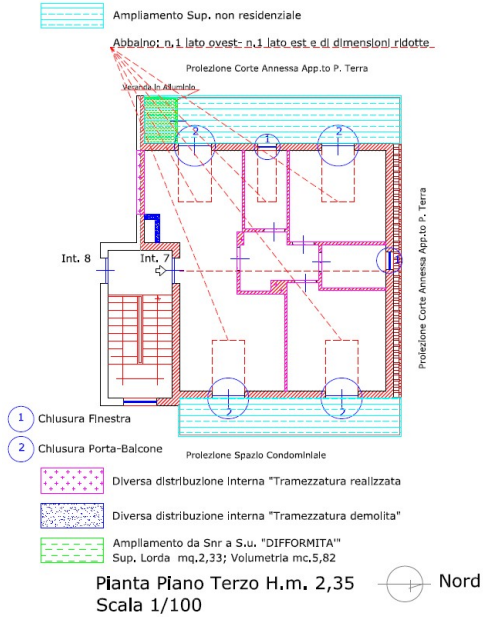 Ampliamento Sup. non residenziale
Abbaino: n.1 lato ovest- n.1 lato est e di dimensioni ridotte
Proiezione Corte Annessa App.to P. Terra
Veranda in Alluminio
2
1
2
Proiezione Corte Annessa App.to P. Terra
Int. 8
Int. 7
1
2
2
1 Chiusura Finestra
2 Chiusura Porta-Balcone
Proiezione Spazio Condominiale
Diversa distribuzione interna "Tramezzatura realizzata
Diversa distribuzione interna "Tramezzatura demolita"
Ampliamento da Snr a S.u. "DIFFORMITA'"
Sup. Lorda mq.2,33; Volumetria mc.5,82
Pianta Piano Terzo H.m. 2,35
Nord
Scala 1/100